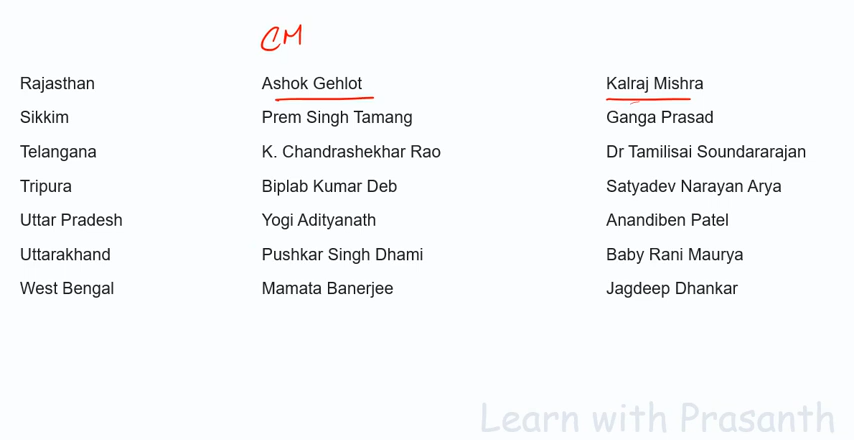 CM
Rajasthan Ashok Gehlot Kalraj Mishra
Sikkim Prem Singh Tamang Ganga Prasad
Telangana K. Chandrashekhar Rao Dr Tamilisai Soundararajan
Tripura Biplab Kumar Deb Satyadev Narayan Arya
Uttar Pradesh Yogi Adityanath Anandiben Patel
Uttarakhand Pushkar Singh Dhami Baby Rani Maurya
West Bengal Mamata Banerjee Jagdeep Dhankar
Learn with Prasanth